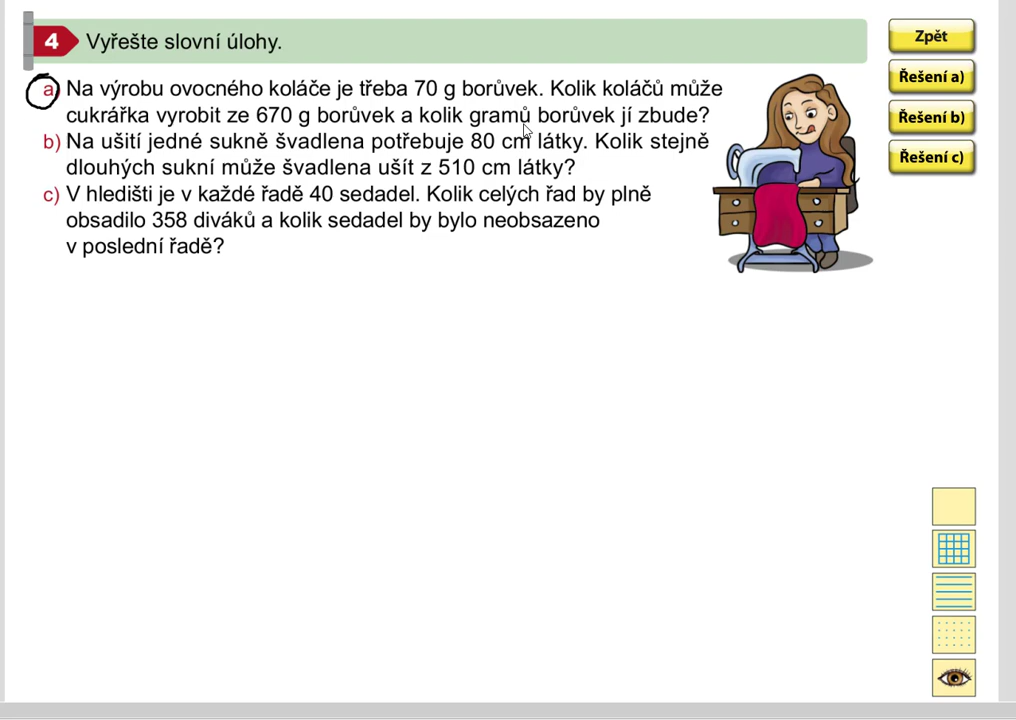 4 Vyřešte slovní úlohy.
a) Na výrobu ovocného koláče je třeba 70 g borůvek. Kolik koláčů může
cukrářka vyrobit ze 670 g borůvek a kolik gramů borůvek jí zbude?
b) Na ušití jedné sukně švadlena potřebuje 80 cm látky. Kolik stejně
dlouhých sukní může švadlena ušít z 510 cm látky?
c) V hledišti je v každé řadě 40 sedadel. Kolik celých řad by plně
obsadilo 358 diváků a kolik sedadel by bylo neobsazeno
v poslední řadě?
Zpět
Řešení a)
Řešení b)
Řešení c)